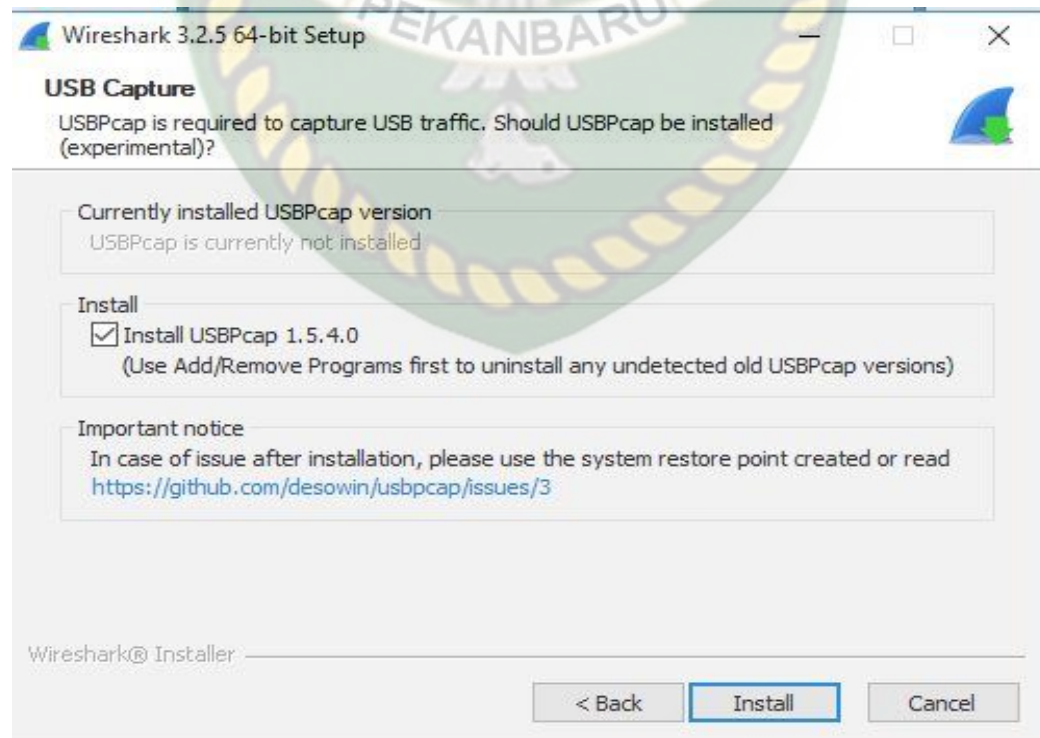 PEKANBARU
Wireshark 3.2.5 64-bit Setup
USB Capture
USBPcap is required to capture USB traffic. Should USBPcap be installed
(experimental)?
Currently installed USBPcap version
USBPcap is currently not installed
Install
Install USBPcap 1.5.4.0
(Use Add/Remove Programs first to uninstall any undetected old USBPcap versions)
Important notice
In case of issue after installation, please use the system restore point created or read
https://github.com/desowin/usbpcap/issues/3
Wireshark® Installer
< Back
Install
Cancel